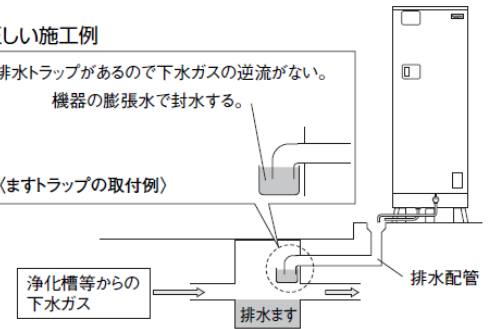 しい施工例
排水トラップがあるので下水ガスの逆流がない。
機器の膨張水で封水する。
〈ますトラップの取付例〉
浄化槽等からの
下水ガス
排水ます
排水配管